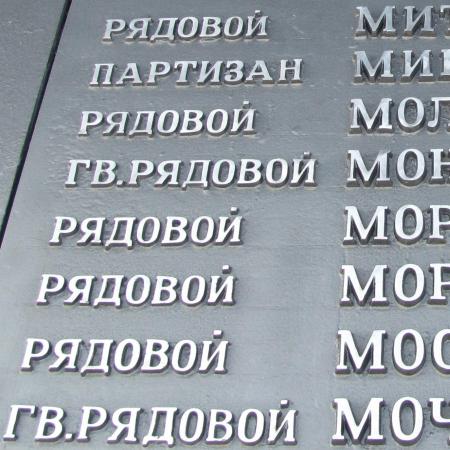 РЯДОВОЙ МИТ
ПАРТИЗАН МИ
РЯДОВОЙ МОЛ
ГВ.РЯДОВОЙ МОН
РЯДОВОЙ МОР
РЯДОВОЙ МОР
РЯДОВОЙ МОС
ГВ.РЯДОВОЙ МОЧ